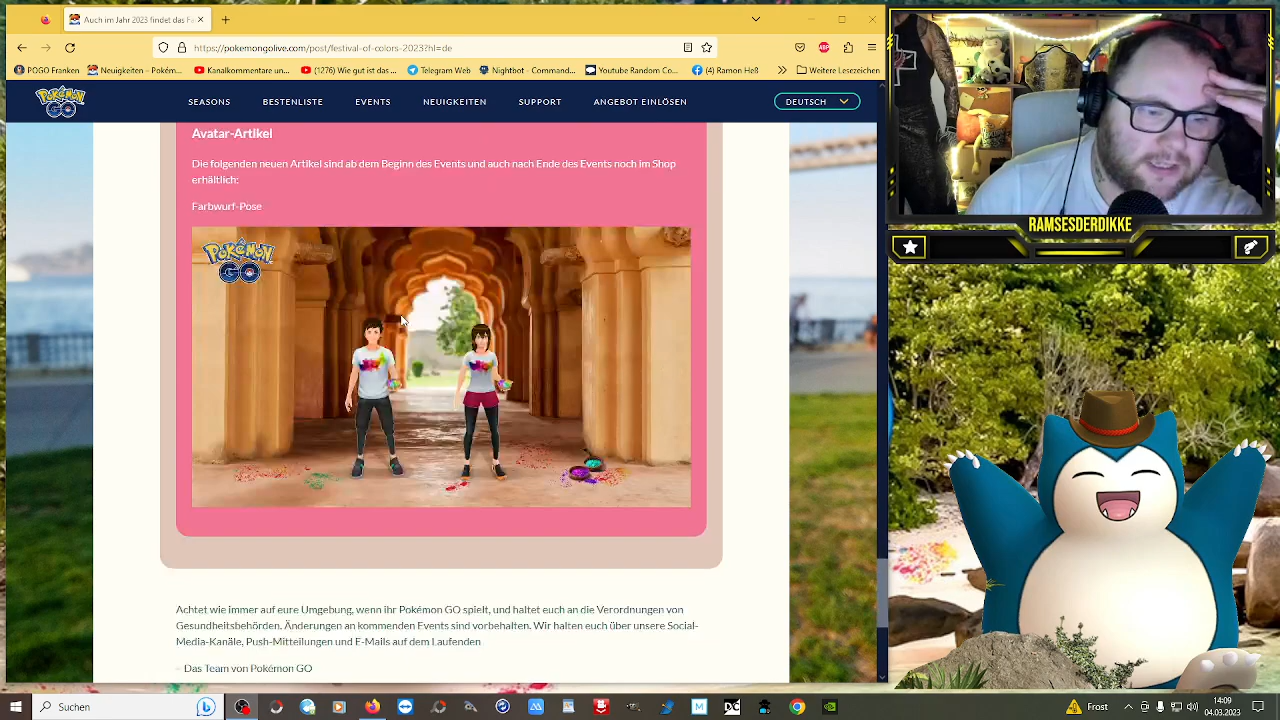 Auch im Jahr 2023 findet das Fe
https://pokemongolive.com/post/festival-of-colors-2023?hl=de
POGO Franken
Neuigkeiten – Pokém…
Kanalkommentare un…
(1276) Wie gut ist das …
Telegram Web
Nightbot - Comman…
Youtube Random Co…
(4) Ramon Heß
Weitere Lesezeichen
POKÉMON GO
SEASONS
BESTENLISTE
EVENTS
NEUIGKEITEN
SUPPORT
ANGEBOT EINLÖSEN
DEUTSCH
Avatar-Artikel
Die folgenden neuen Artikel sind ab dem Beginn des Events und auch nach Ende des Events noch im Shop
erhältlich:
Farbwurf-Pose
POKÉMON GO
Achtet wie immer auf eure Umgebung, wenn ihr Pokémon GO spielt, und haltet euch an die Verordnungen von
Gesundheitsbehörden. Änderungen an kommenden Events sind vorbehalten. Wir halten euch über unsere Social-
Media-Kanäle, Push-Mitteilungen und E-Mails auf dem Laufenden
– Das Team von Pokémon GO
RAMSESDERDIKKE
Suchen
Frost
14:09
04.03.2023